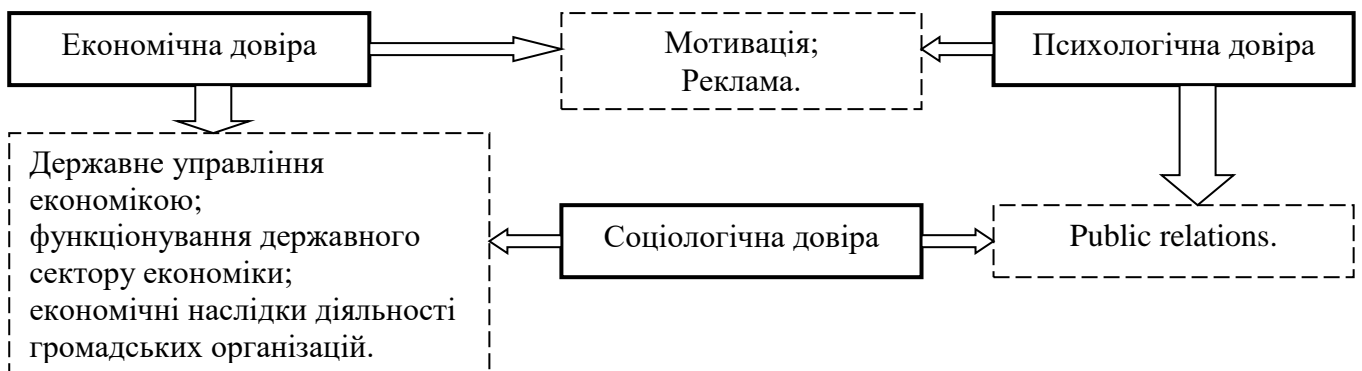 Економічна довіра
Мотивація;
Реклама.
Психологічна довіра
Державне управління
економікою;
функціонування державного
сектору економіки;
економічні наслідки діяльності
громадських організацій.
Соціологічна довіра
Public relations.